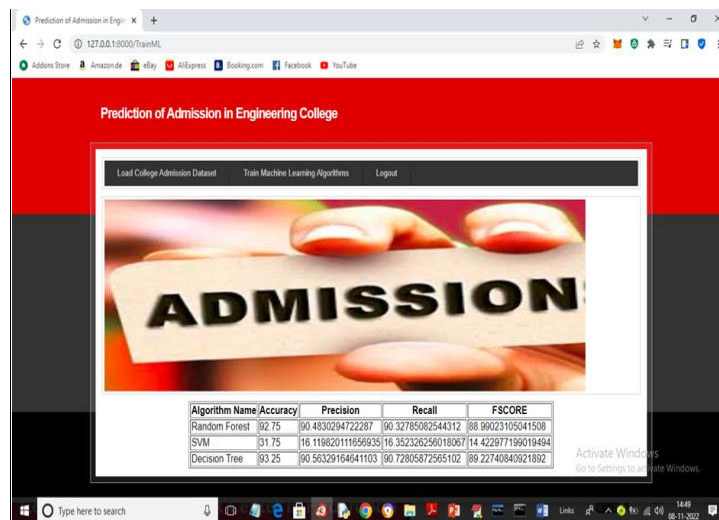 Prediction of Admission in Engin
127.0.0.1:8000/TrainML
Addons Store Amazon.de eBay AliExpress Booking.com Facebook YouTube
Prediction of Admission in Engineering College
Load College Admission Dataset Train Machine Learning Algorithms Logout
ADMISSION
Algorithm Name Accuracy Precision Recall FSCORE
Random Forest 92.75 90.4830294722287 90.32785082544312 88.99023105041508
SVM 31.75 16.119820111656935 16.352326256018067 14.422977199019494
Decision Tree 93.25 90.56329164641103 90.72805872565102 89.22740840921892
Activate Windows
Go to Settings to activate Windows.
Type here to search
Links
14:49
08-11-2022